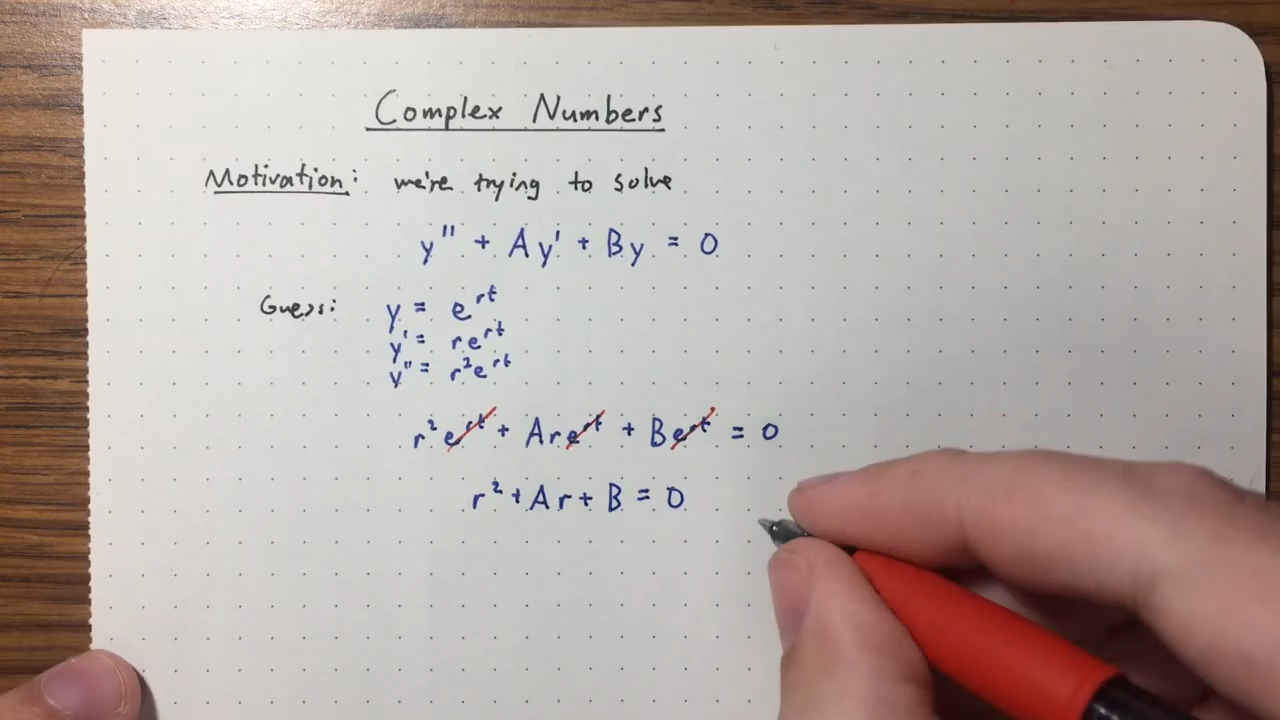 Complex Numbers
Motivation: we're trying to solve
y'' + Ay' + By = 0
Guess: y = e^{rt}
y' = re^{rt}
y'' = r²e^{rt}
r²e^{rt} + Are^{rt} + Be^{rt} = 0
r² + Ar + B = 0